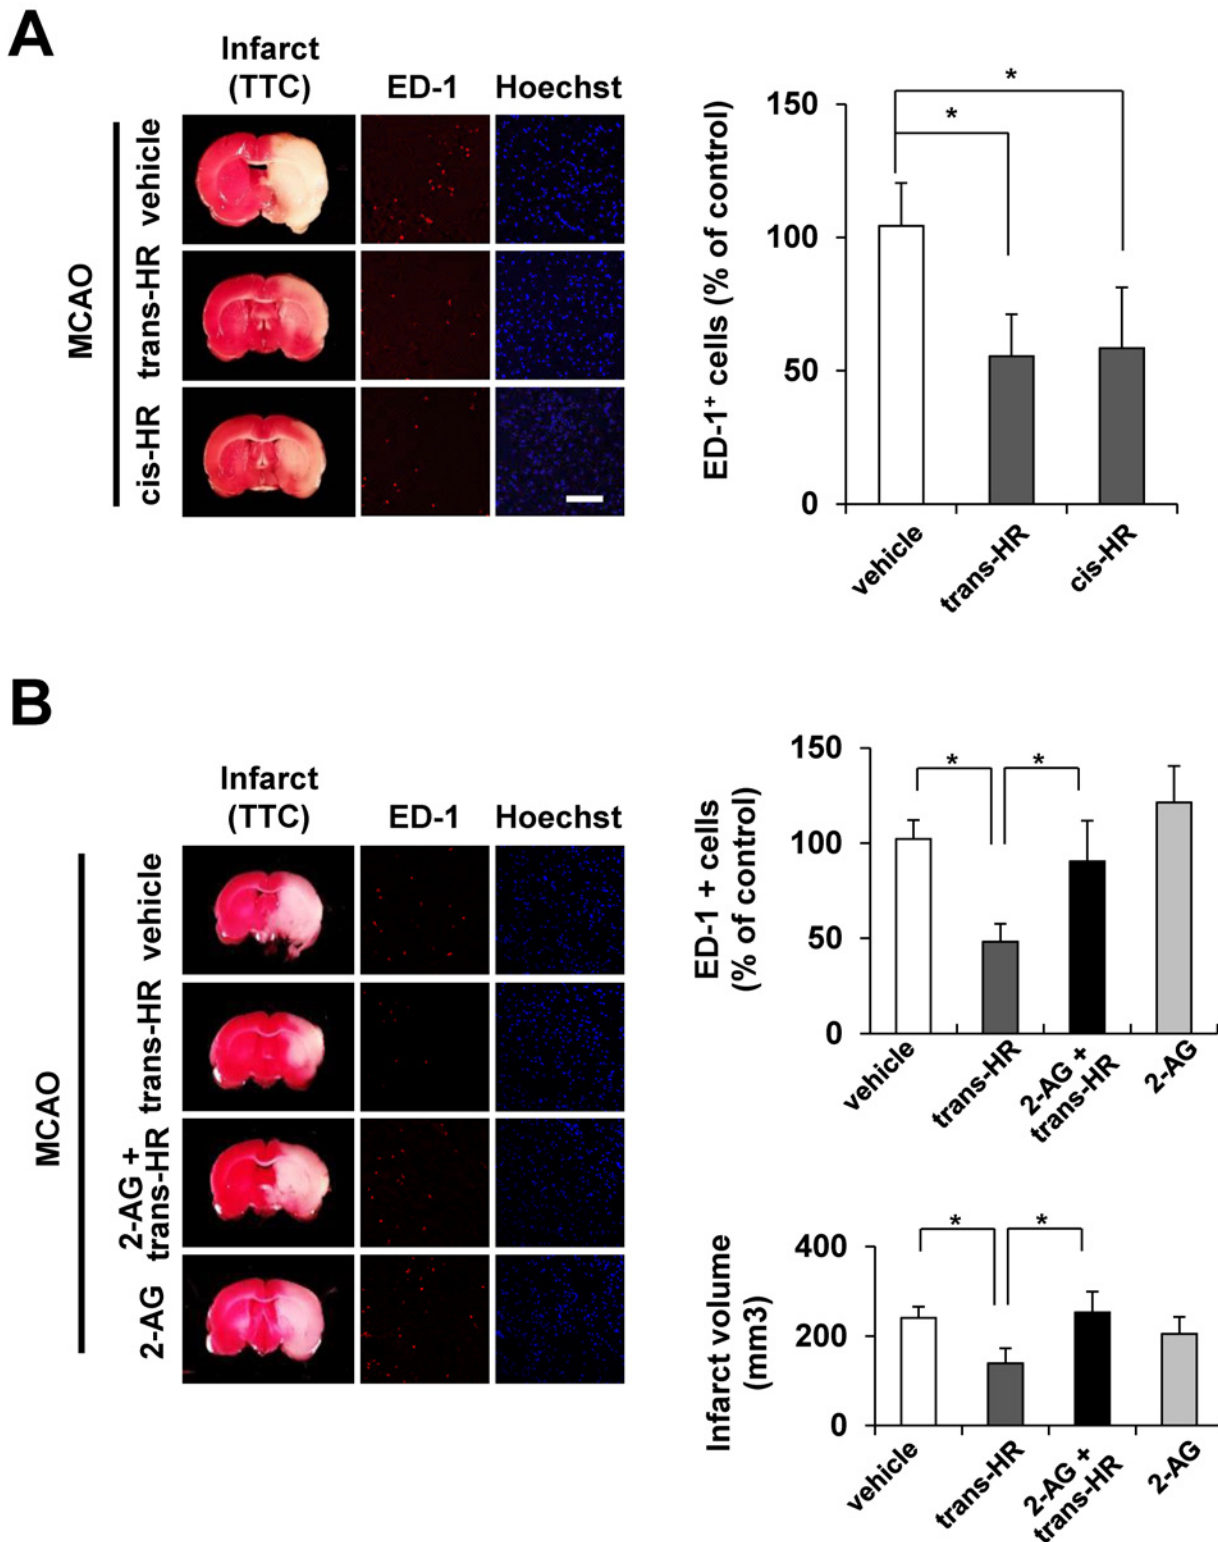 A
Infarct
(TTC)
ED-1
Hoechst
MCAO
vehicle
trans-HR
cis-HR
ED-1⁺ cells (% of control)
150
100
50
0
*
*
vehicle
trans-HR
cis-HR
B
Infarct
(TTC)
ED-1
Hoechst
MCAO
vehicle
trans-HR
2-AG +
trans-HR
2-AG
ED-1 + cells
(% of control)
150
100
50
0
*
*
vehicle
trans-HR
2-AG +
trans-HR
2-AG
Infarct volume
(mm3)
400
200
0
*
*
vehicle
trans-HR
2-AG +
trans-HR
2-AG